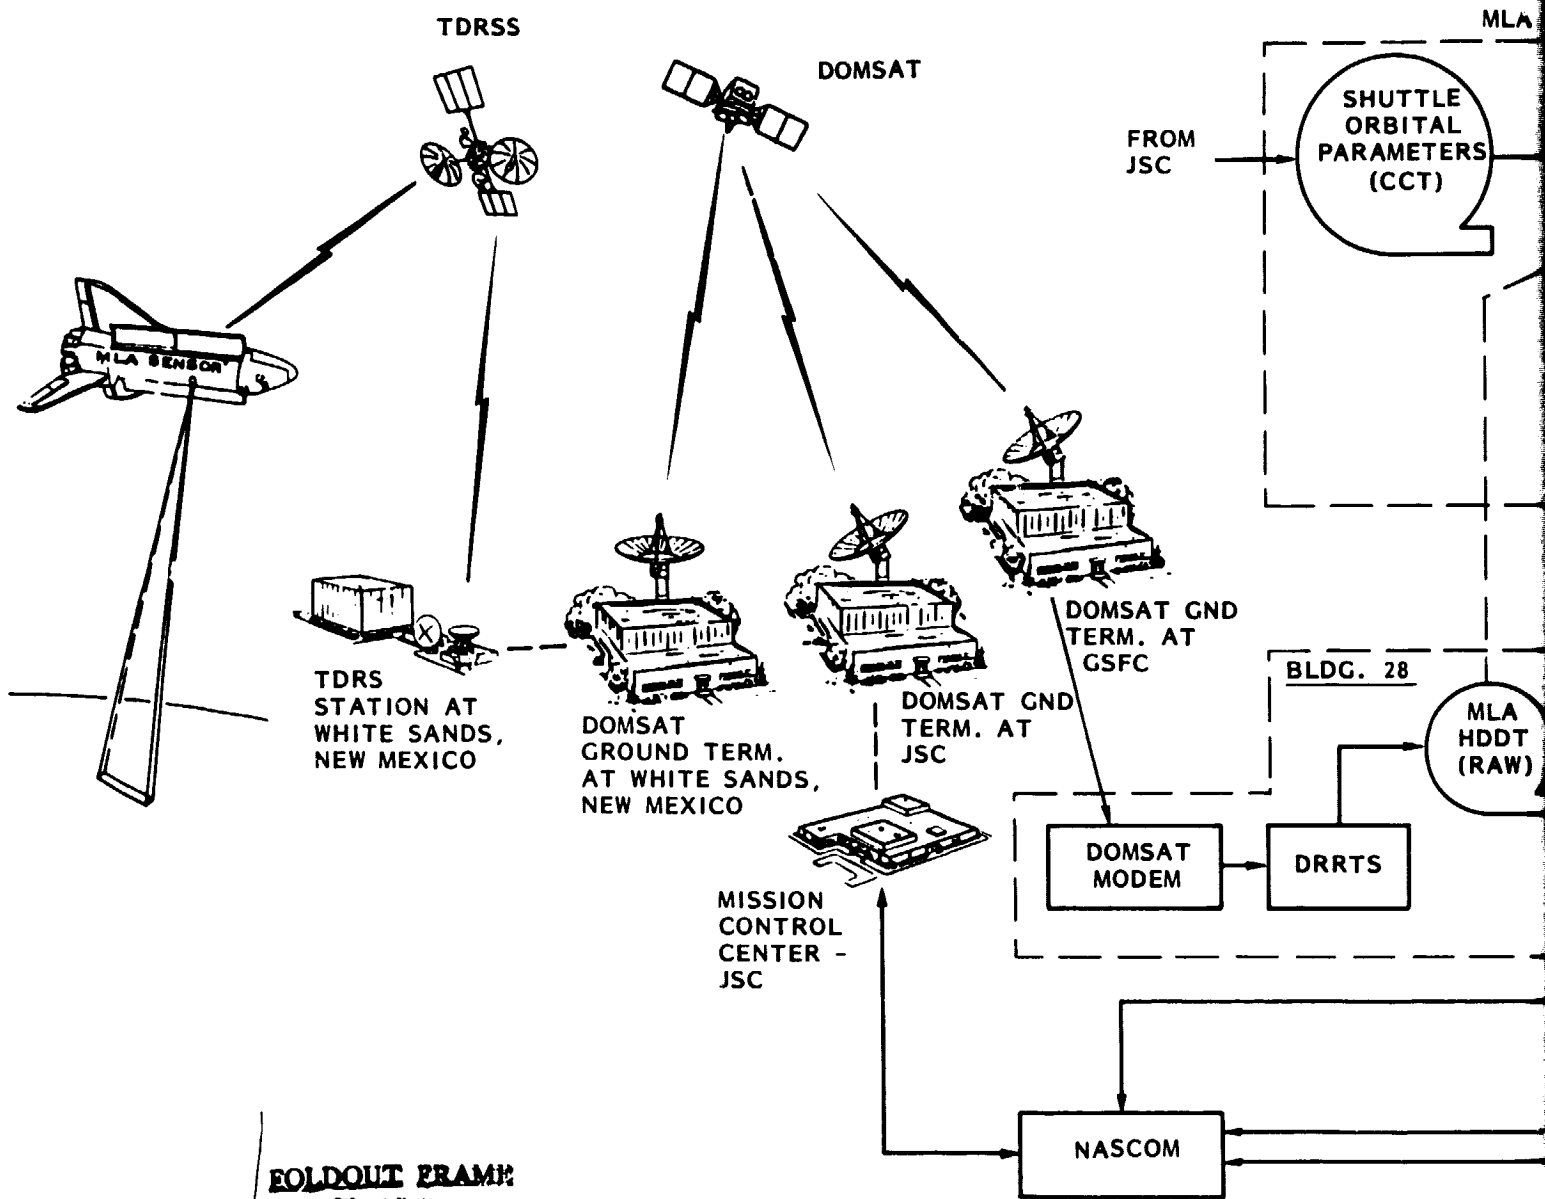 TDRSS
DOMSAT
MLA
FROM
JSC
SHUTTLE
ORBITAL
PARAMETERS
(CCT)
MLA SENSOR
TDRS
STATION AT
WHITE SANDS,
NEW MEXICO
DOMSAT
GROUND TERM.
AT WHITE SANDS,
NEW MEXICO
DOMSAT GND
TERM. AT
JSC
DOMSAT GND
TERM. AT
GSFC
BLDG. 28
MLA
HDDT
(RAW)
DOMSAT
MODEM
DRRTS
MISSION
CONTROL
CENTER -
JSC
NASCOM
FOLDOUT FRAME